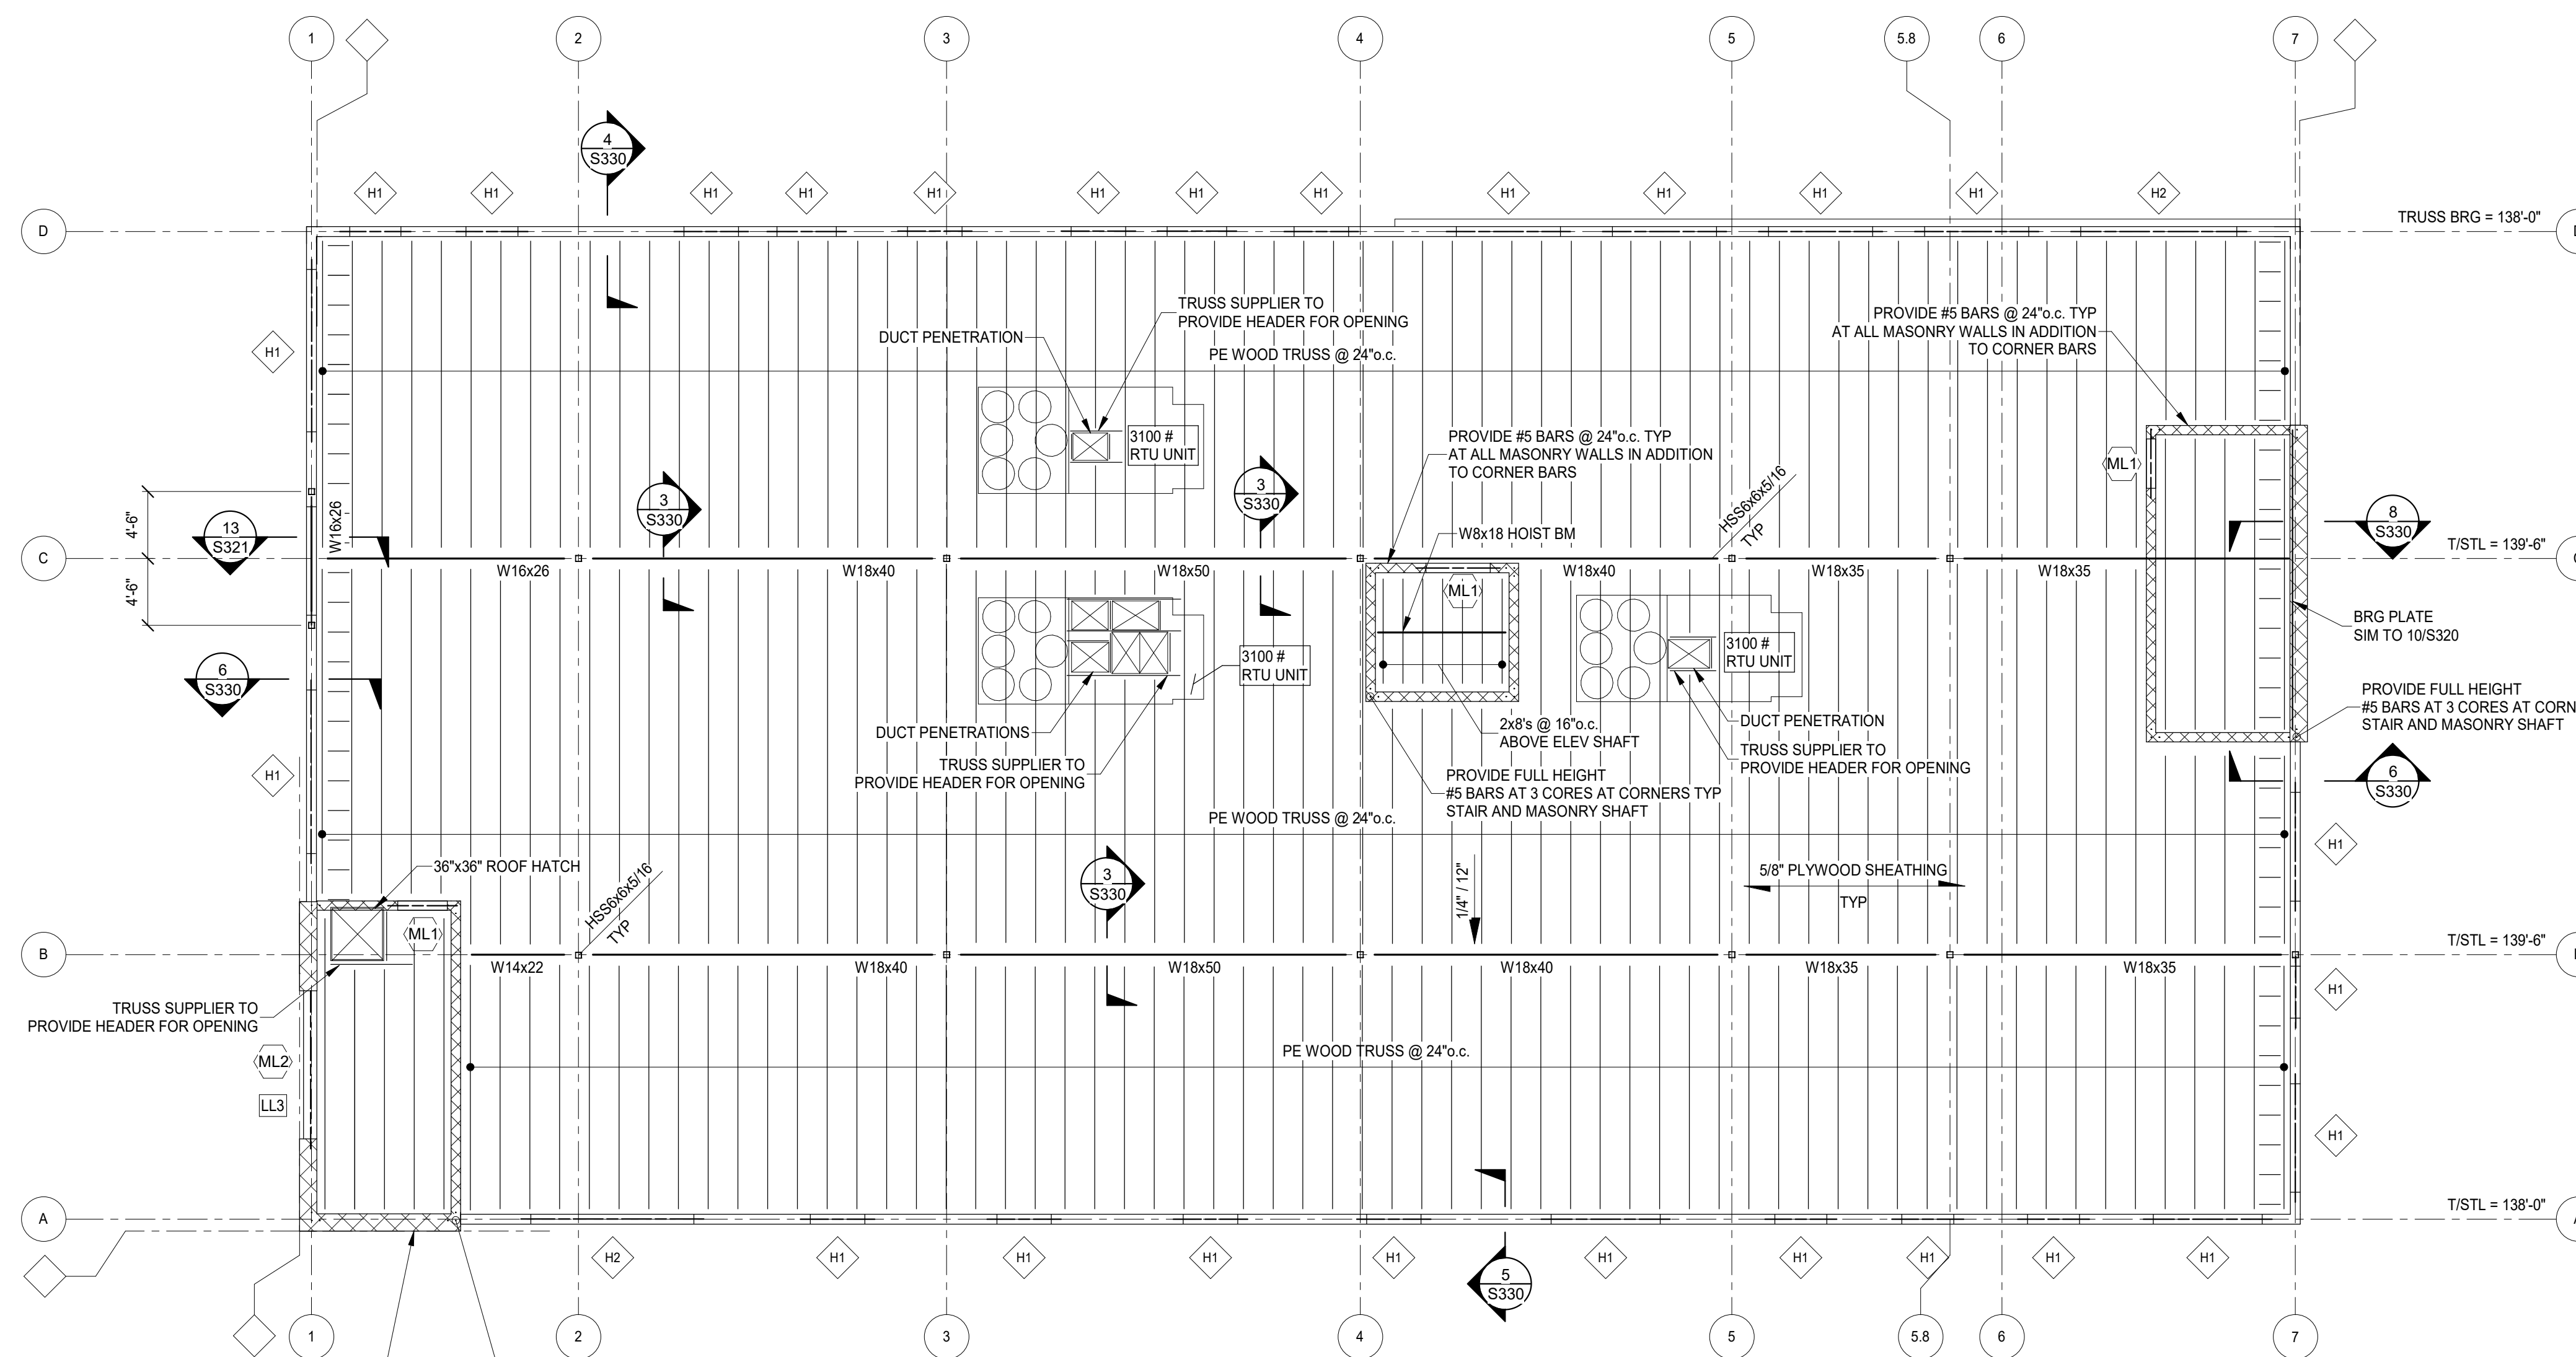 1
2
3
4
5
5.8
6
7
4
S330
H1
H1
H1
H1
H1
H1
H1
H1
H1
H1
H1
H1
H2
D
TRUSS BRG = 138'-0"
TRUSS SUPPLIER TO
PROVIDE HEADER FOR OPENING
DUCT PENETRATION
PE WOOD TRUSS @ 24"o.c.
PROVIDE #5 BARS @ 24"o.c. TYP
AT ALL MASONRY WALLS IN ADDITION
TO CORNER BARS
H1
3100 #
RTU UNIT
PROVIDE #5 BARS @ 24"o.c. TYP
AT ALL MASONRY WALLS IN ADDITION
TO CORNER BARS
ML1
HSS6x6x5/16
TYP
W16x26
4'-6"
4'-6"
13
S321
3
S330
3
S330
W8x18 HOIST BM
8
S330
C
T/STL = 139'-6"
W16x26
W18x40
W18x50
W18x40
W18x35
W18x35
ML1
BRG PLATE
SIM TO 10/S320
3100 #
RTU UNIT
3100 #
RTU UNIT
6
S330
PROVIDE FULL HEIGHT
#5 BARS AT 3 CORES AT CORN
STAIR AND MASONRY SHAFT
DUCT PENETRATIONS
TRUSS SUPPLIER TO
PROVIDE HEADER FOR OPENING
2x8's @ 16"o.c.
ABOVE ELEV SHAFT
DUCT PENETRATION
TRUSS SUPPLIER TO
PROVIDE HEADER FOR OPENING
PROVIDE FULL HEIGHT
#5 BARS AT 3 CORES AT CORNERS TYP
STAIR AND MASONRY SHAFT
6
S330
H1
PE WOOD TRUSS @ 24"o.c.
H1
36"x36" ROOF HATCH
HSS6x6x5/16
TYP
3
S330
1/4" / 12"
5/8" PLYWOOD SHEATHING
TYP
ML1
B
T/STL = 139'-6"
W14x22
W18x40
W18x50
W18x40
W18x35
W18x35
H1
TRUSS SUPPLIER TO
PROVIDE HEADER FOR OPENING
ML2
LL3
PE WOOD TRUSS @ 24"o.c.
H1
A
T/STL = 138'-0"
H2
H1
H1
H1
H1
H1
H1
H1
H1
H1
5
S330
1
2
3
4
5
5.8
6
7